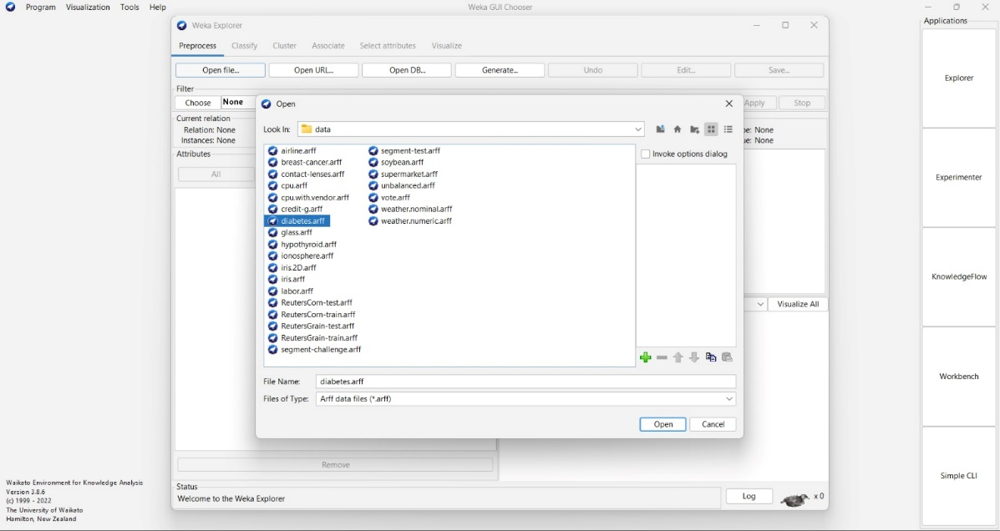 Program Visualization Tools Help
Weka GUI Chooser
Applications
Weka Explorer
Preprocess Classify Cluster Associate Select attributes Visualize
Open file... Open URL... Open DB... Generate... Undo Edit... Save...
Filter
Choose None
Apply Stop
Current relation
Relation: None
Instances: None
pe: None
ue: None
Attributes
All
Open
Look In: data
Invoke options dialog
airline.arff
breast-cancer.arff
contact-lenses.arff
cpu.arff
cpu.with.vendor.arff
credit-g.arff
diabetes.arff
glass.arff
hypothyroid.arff
ionosphere.arff
iris.2D.arff
iris.arff
labor.arff
ReutersCorn-test.arff
ReutersCorn-train.arff
ReutersGrain-test.arff
ReutersGrain-train.arff
segment-challenge.arff
segment-test.arff
soybean.arff
supermarket.arff
unbalanced.arff
vote.arff
weather.nominal.arff
weather.numeric.arff
File Name: diabetes.arff
Files of Type: Arff data files (*.arff)
Open Cancel
Visualize All
Remove
Status
Welcome to the Weka Explorer
Log x 0
Explorer
Experimenter
KnowledgeFlow
Workbench
Simple CLI
Waikato Environment for Knowledge Analysis
Version 3.8.6
(c) 1999 - 2022
The University of Waikato
Hamilton, New Zealand